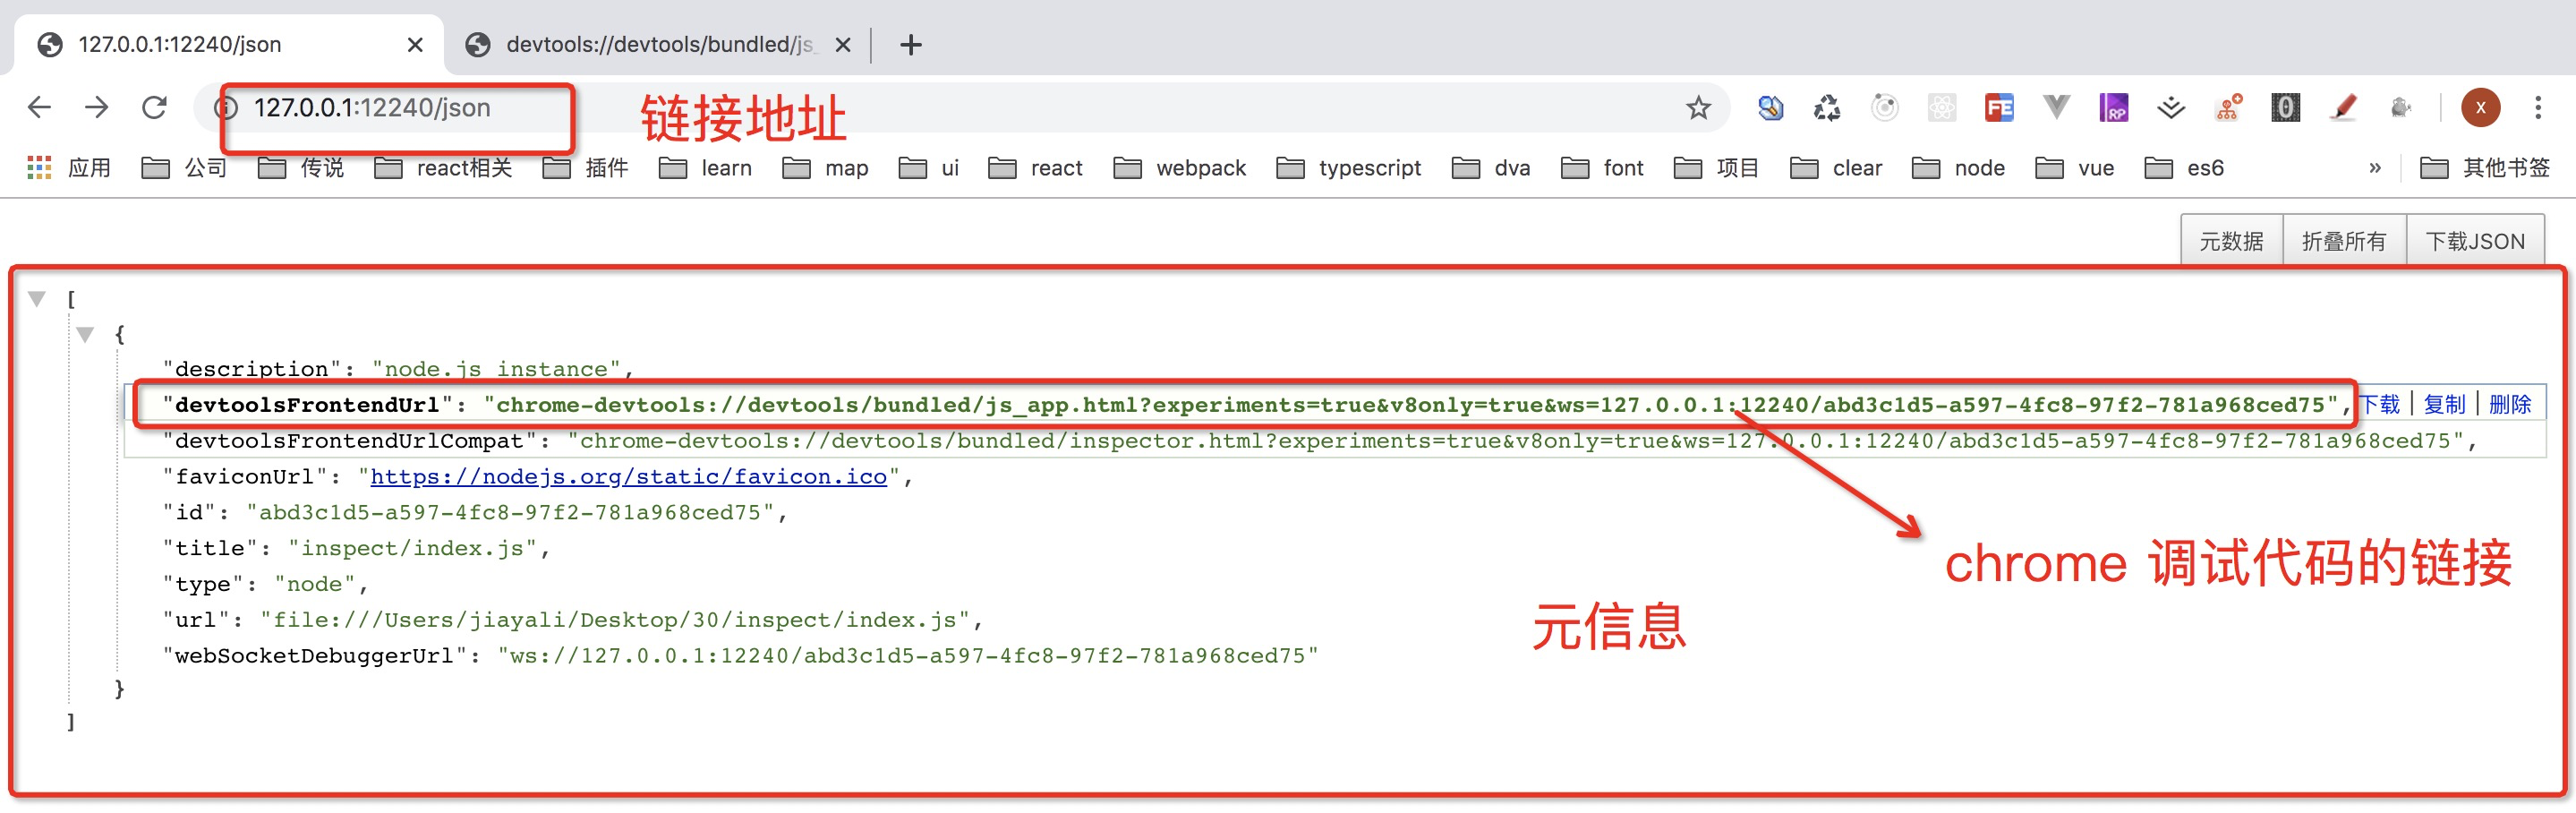 127.0.0.1:12240/json
devtools://devtools/bundled/js_
127.0.0.1:12240/json
链接地址
FE
RP
0
x
应用 公司 传说 react相关 插件 learn map ui react webpack typescript dva font 项目 clear node vue es6 » 其他书签
元数据 折叠所有 下载JSON
[
{
"description": "node.js instance",
"devtoolsFrontendUrl": "chrome-devtools://devtools/bundled/js_app.html?experiments=true&v8only=true&ws=127.0.0.1:12240/abd3c1d5-a597-4fc8-97f2-781a968ced75", 下载 | 复制 | 删除
"devtoolsFrontendUrlCompat": "chrome-devtools://devtools/bundled/inspector.html?experiments=true&v8only=true&ws=127.0.0.1:12240/abd3c1d5-a597-4fc8-97f2-781a968ced75",
"faviconUrl": "https://nodejs.org/static/favicon.ico",
"id": "abd3c1d5-a597-4fc8-97f2-781a968ced75",
"title": "inspect/index.js",
"type": "node",
"url": "file:///Users/jiayali/Desktop/30/inspect/index.js",
"webSocketDebuggerUrl": "ws://127.0.0.1:12240/abd3c1d5-a597-4fc8-97f2-781a968ced75"
}
]
chrome 调试代码的链接
元信息